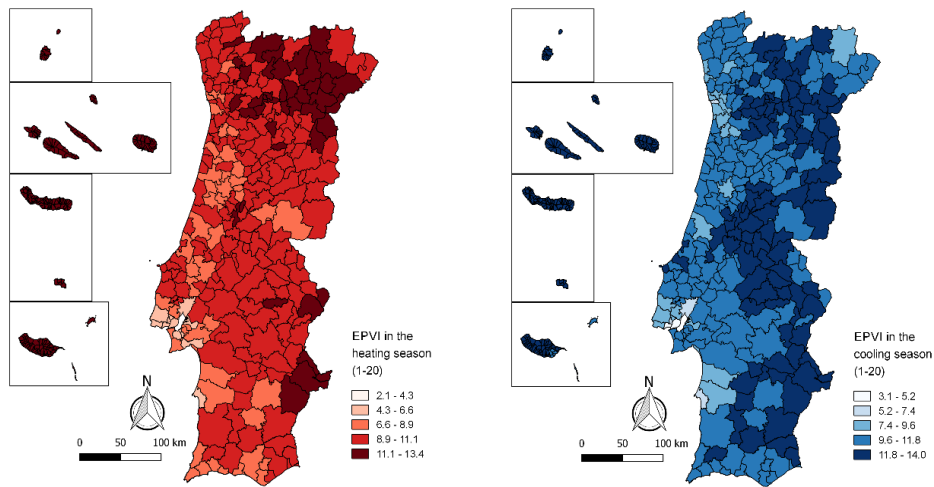 EPVI in the
heating season
(1-20)
2.1 - 4.3
4.3 - 6.6
6.6 - 8.9
8.9 - 11.1
11.1 - 13.4
N
0 50 100 km
EPVI in the
cooling season
(1-20)
3.1 - 5.2
5.2 - 7.4
7.4 - 9.6
9.6 - 11.8
11.8 - 14.0
N
0 50 100 km